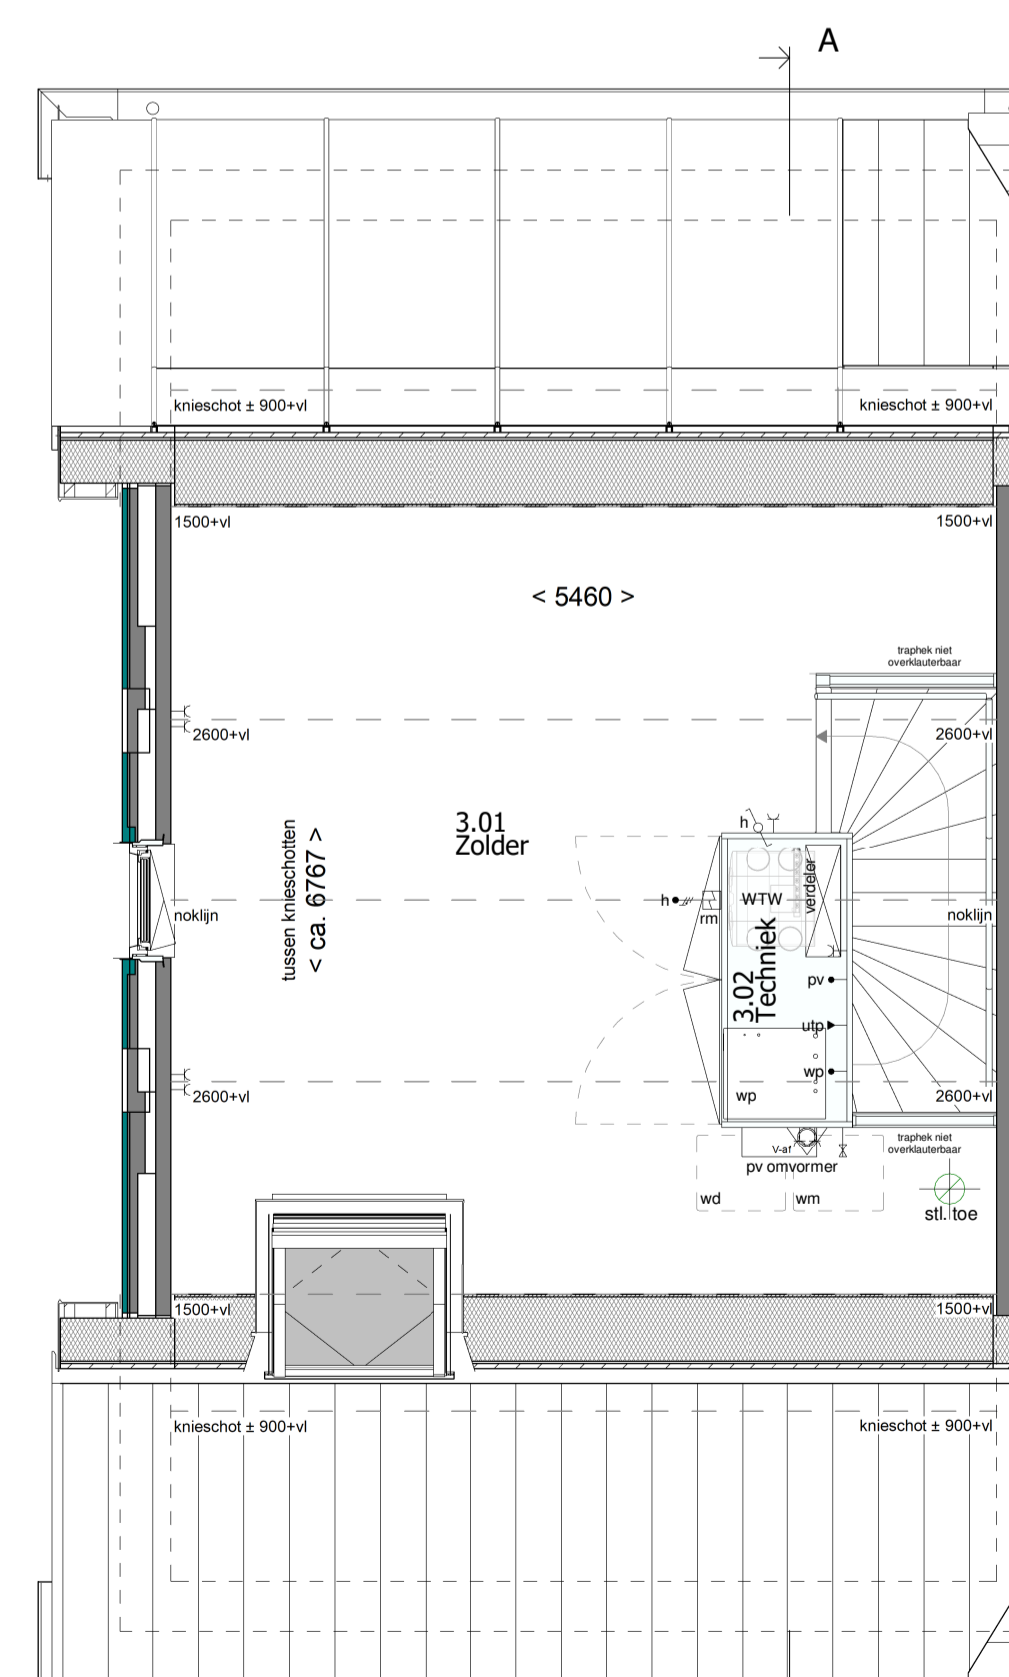 A
knieschot ± 900+vl
knieschot ± 900+vl
1500+vl
1500+vl
< 5460 >
traphek niet
overklauterbaar
2600+vl
2600+vl
3.01
Zolder
tussen knieschotten
< ca. 6767 >
h
verdeler
WTW
h
rm
noklijn
noklijn
3.02
Techniek
pv
utp
wp
wp
2600+vl
2600+vl
traphek niet
overklauterbaar
V-af
pv omvormer
wd
wm
stl. toe
1500+vl
1500+vl
knieschot ± 900+vl
knieschot ± 900+vl